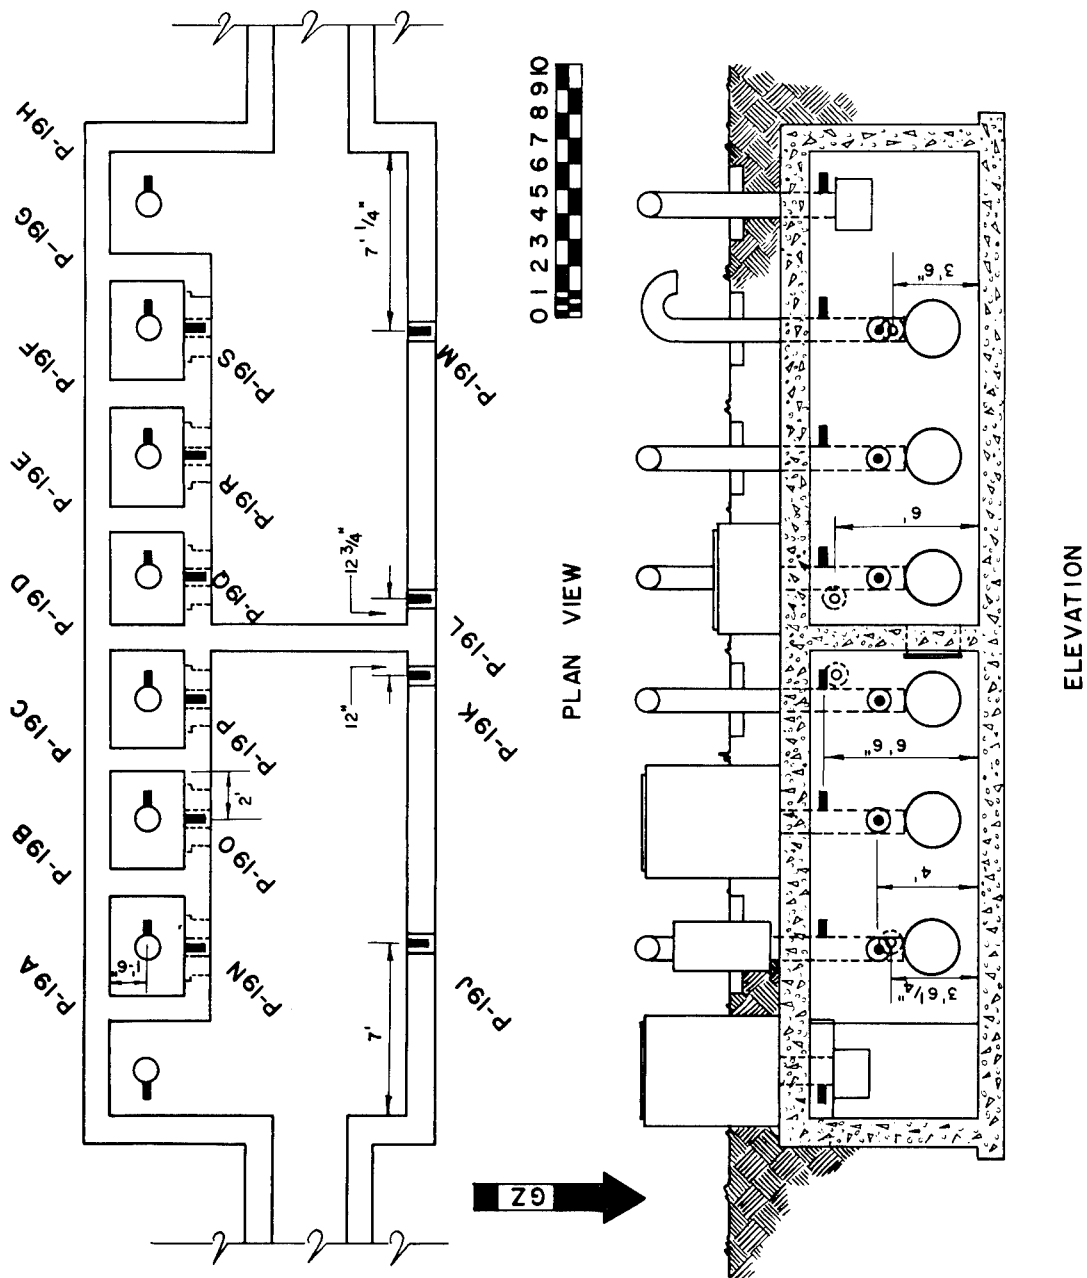 P-19H
P-19G
P-19F
P-19E
P-19D
P-19C
P-19B
P-19A
P-19S
P-19R
P-19Q
P-19P
P-19O
P-19N
P-19M
P-19L
P-19K
P-19J
7' 1/4"
12 3/4"
12"
2'
1'-6"
7'
0 1 2 3 4 5 6 7 8 9 10
PLAN VIEW
GZ
3' 6"
6'
6' 6"
4'
3' 6 1/4"
ELEVATION